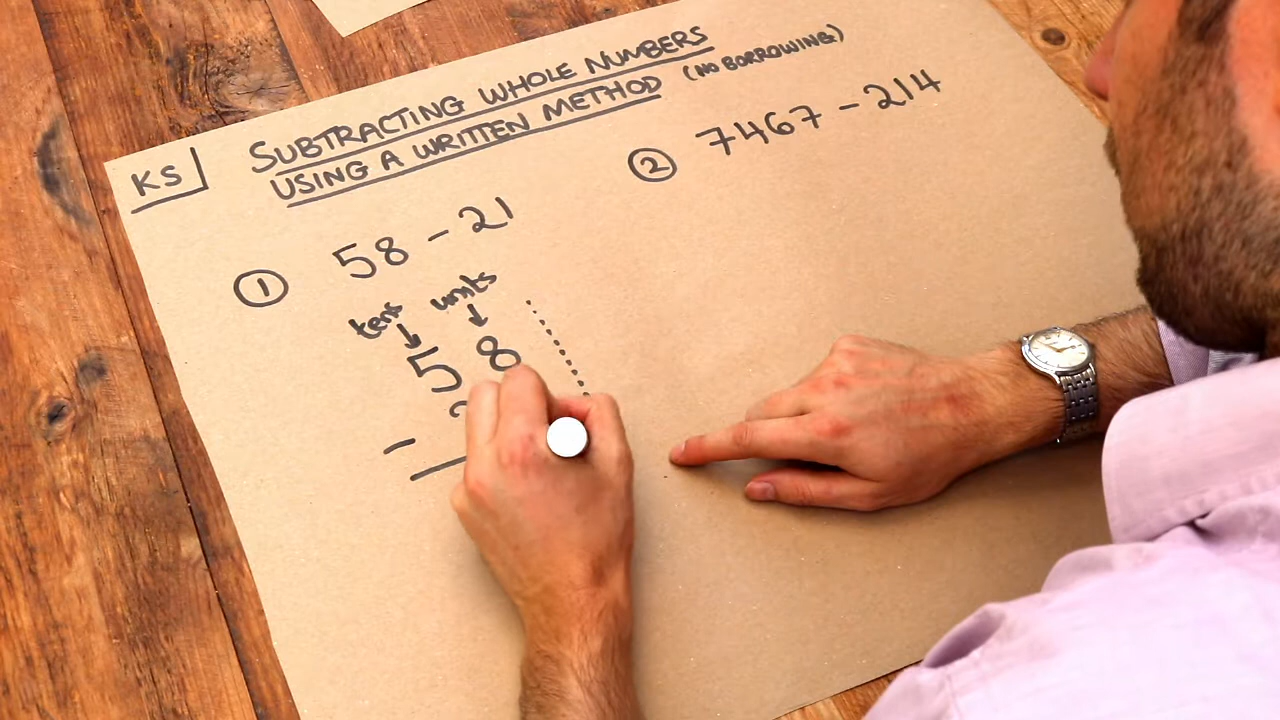 KS
SUBTRACTING WHOLE NUMBERS
USING A WRITTEN METHOD (NO BORROWING)
① 58 - 21
tens units
5 8
-
② 7467 - 214